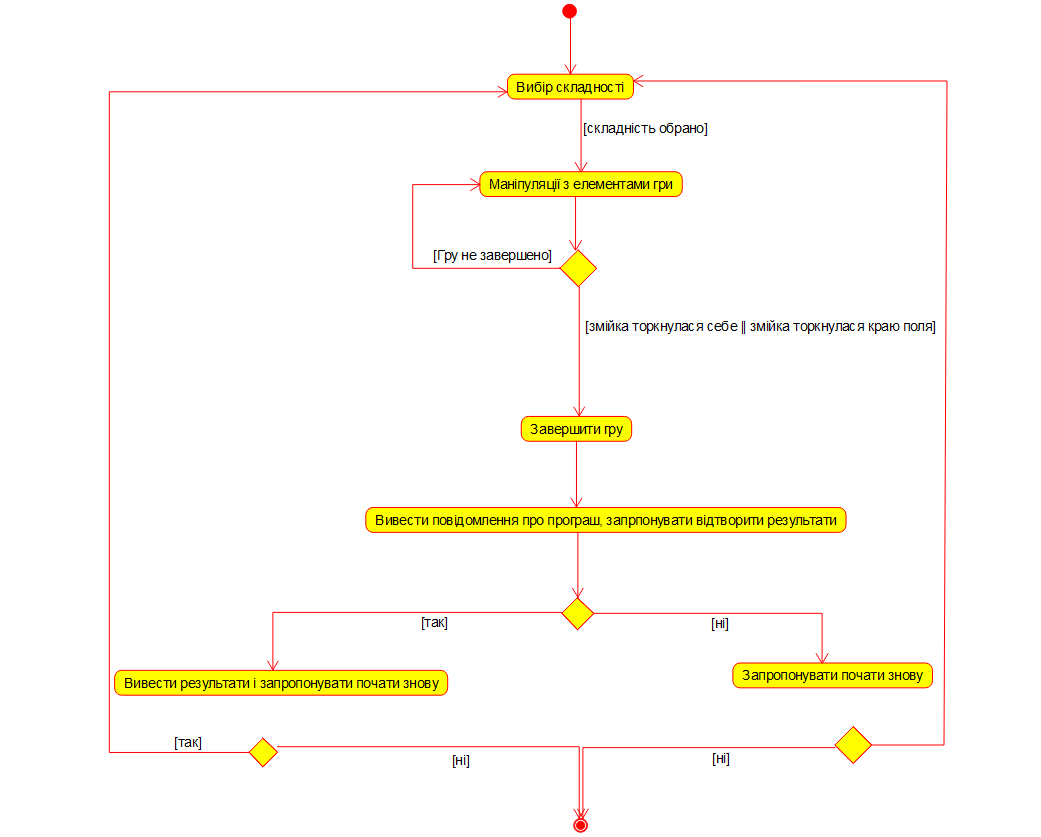 Вибір складності
[складність обрано]
Маніпуляції з елементами гри
[Гру не завершено]
[змійка торкнулася себе || змійка торкнулася краю поля]
Завершити гру
Вивести повідомлення про програш, запрпонувати відтворити результати
[так]
[ні]
Вивести результати і запропонувати почати знову
Запропонувати почати знову
[так]
[ні]
[ні]